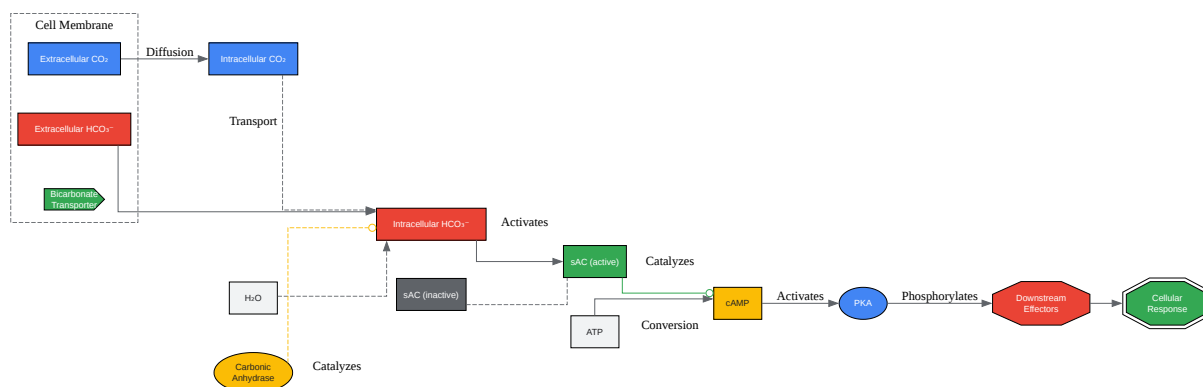 Cell Membrane
Extracellular CO₂
Diffusion
Intracellular CO₂
Extracellular HCO₃⁻
Transport
Bicarbonate
Transporter
Intracellular HCO₃⁻
Activates
sAC (active)
Catalyzes
H₂O
sAC (inactive)
cAMP
Activates
PKA
Phosphorylates
Downstream
Effectors
Cellular
Response
ATP
Conversion
Carbonic
Anhydrase
Catalyzes